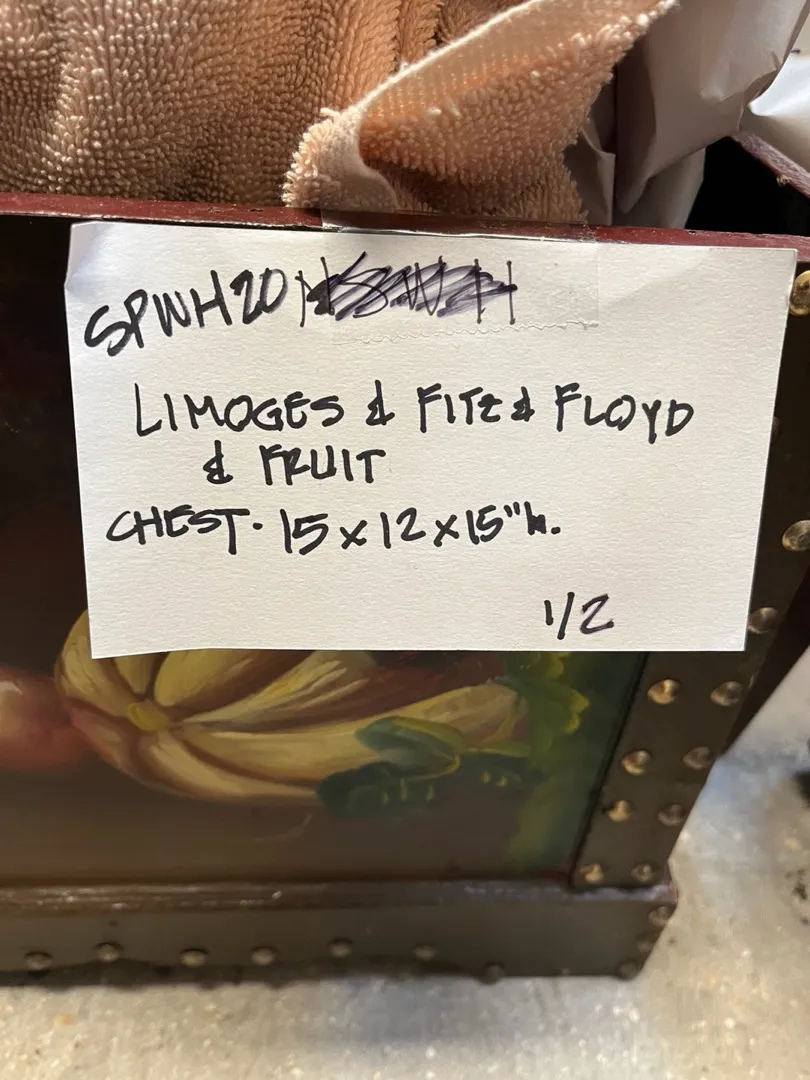 SPWH20
LIMOGES & FITZ & FLOYD
& FRUIT
CHEST. 15 x 12 x 15"h.
1/2